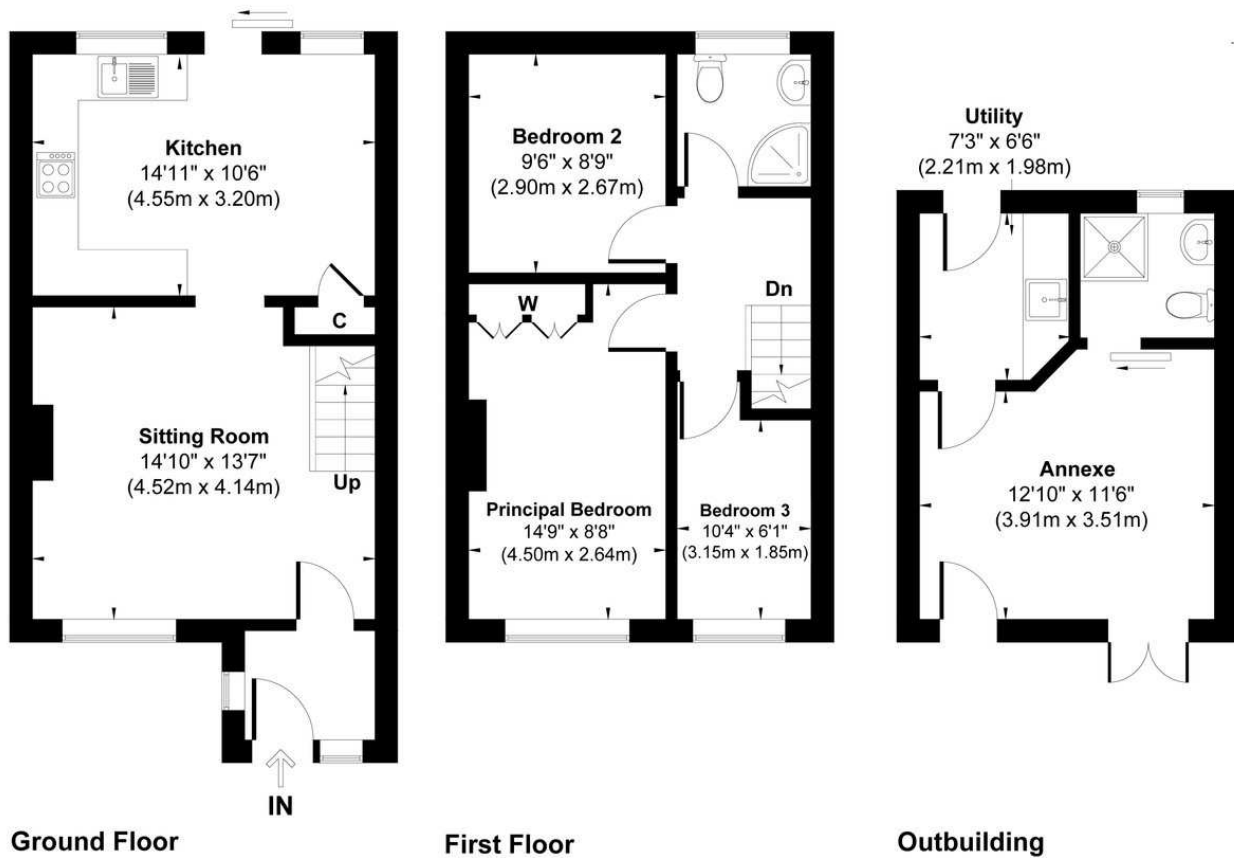 Kitchen
14'11" x 10'6"
(4.55m x 3.20m)
C
Sitting Room
14'10" x 13'7"
(4.52m x 4.14m)
Up
IN
Ground Floor
Bedroom 2
9'6" x 8'9"
(2.90m x 2.67m)
W
Dn
Principal Bedroom
14'9" x 8'8"
(4.50m x 2.64m)
Bedroom 3
10'4" x 6'1"
(3.15m x 1.85m)
First Floor
Utility
7'3" x 6'6"
(2.21m x 1.98m)
Annexe
12'10" x 11'6"
(3.91m x 3.51m)
Outbuilding